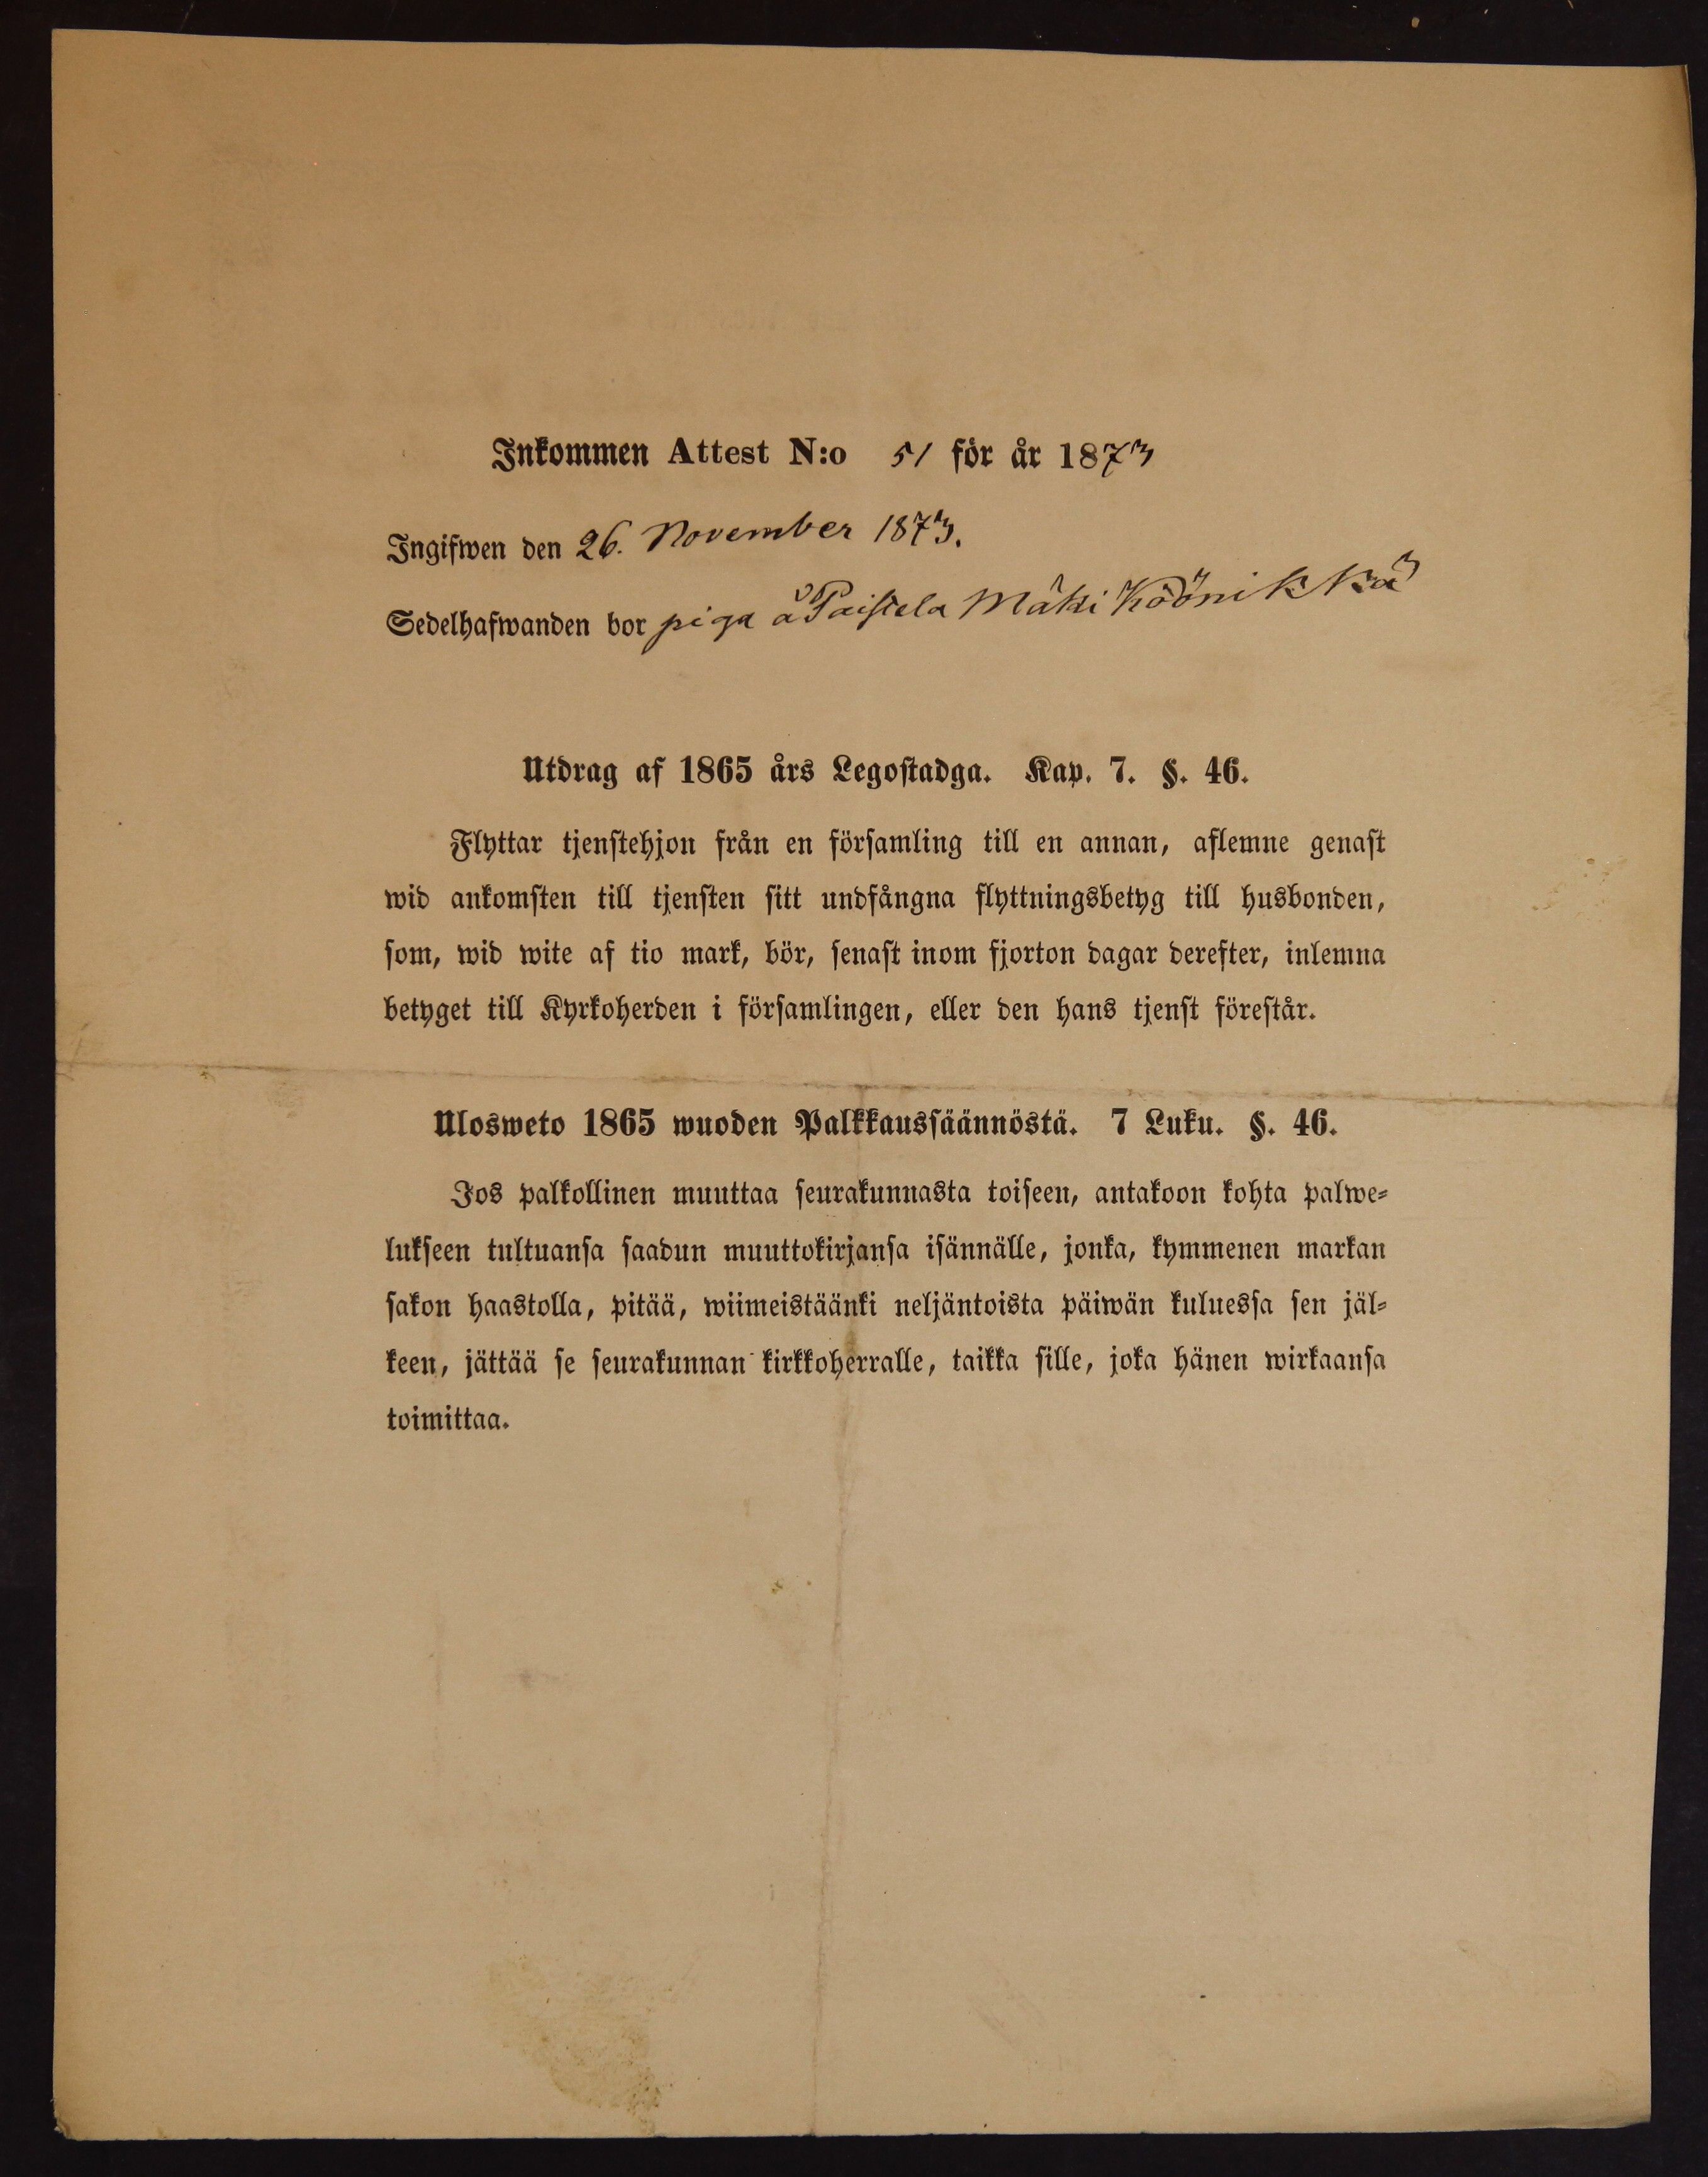 Inkommen Attest N:o 51 för år 1873
Ingifwen den 26. November 1873.
Sedelhafwanden bor piga å Paistela Mäki Köönikkä
Utdrag af 1865 års Legostadga. Kap. 7. §. 46.
Flyttar tjenstehjon från en församling till en annan, aflemne genast
wid ankomsten till tjensten sitt undfångna flyttningsbetyg till husbonden,
som, wid wite af tio mark, bör, senast inom fjorton dagar derefter, inlemna
betyget till Kyrkoherden i församlingen, eller den hans tjenst förestår.
Ulosweto 1865 wuoden Palkkaussäännöstä. 7 Luku. §. 46.
Jos palkollinen muuttaa seurakunnasta toiseen, antakoon kohta palwe-
lukseen tultuansa saadun muuttokirjansa isännälle, jonka, kymmenen markan
sakon haastolla, pitää, wiimeistäänki neljäntoista päiwän kuluessa sen jäl-
keen, jättää se seurakunnan kirkkoherralle, taikka sille, joka hänen wirkaansa
toimittaa.